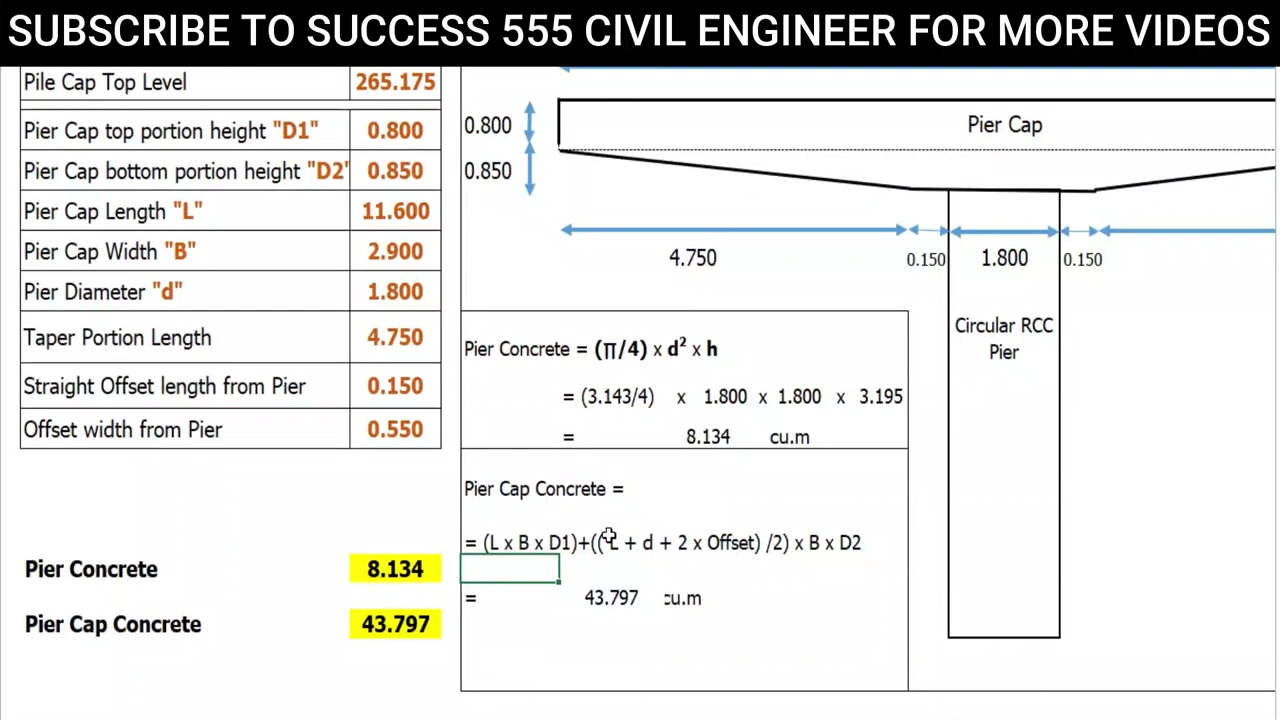 SUBSCRIBE TO SUCCESS 555 CIVIL ENGINEER FOR MORE VIDEOS
Pile Cap Top Level 265.175
Pier Cap top portion height "D1" 0.800
Pier Cap bottom portion height "D2" 0.850
Pier Cap Length "L" 11.600
Pier Cap Width "B" 2.900
Pier Diameter "d" 1.800
Taper Portion Length 4.750
Straight Offset length from Pier 0.150
Offset width from Pier 0.550
Pier Concrete 8.134
Pier Cap Concrete 43.797
0.800
Pier Cap
0.850
4.750 0.150 1.800 0.150
Circular RCC
Pier
Pier Concrete = (π/4) x d² x h
= (3.143/4) x 1.800 x 1.800 x 3.195
= 8.134 cu.m
Pier Cap Concrete =
= (L x B x D1)+(( L + d + 2 x Offset) /2) x B x D2
= 43.797 cu.m